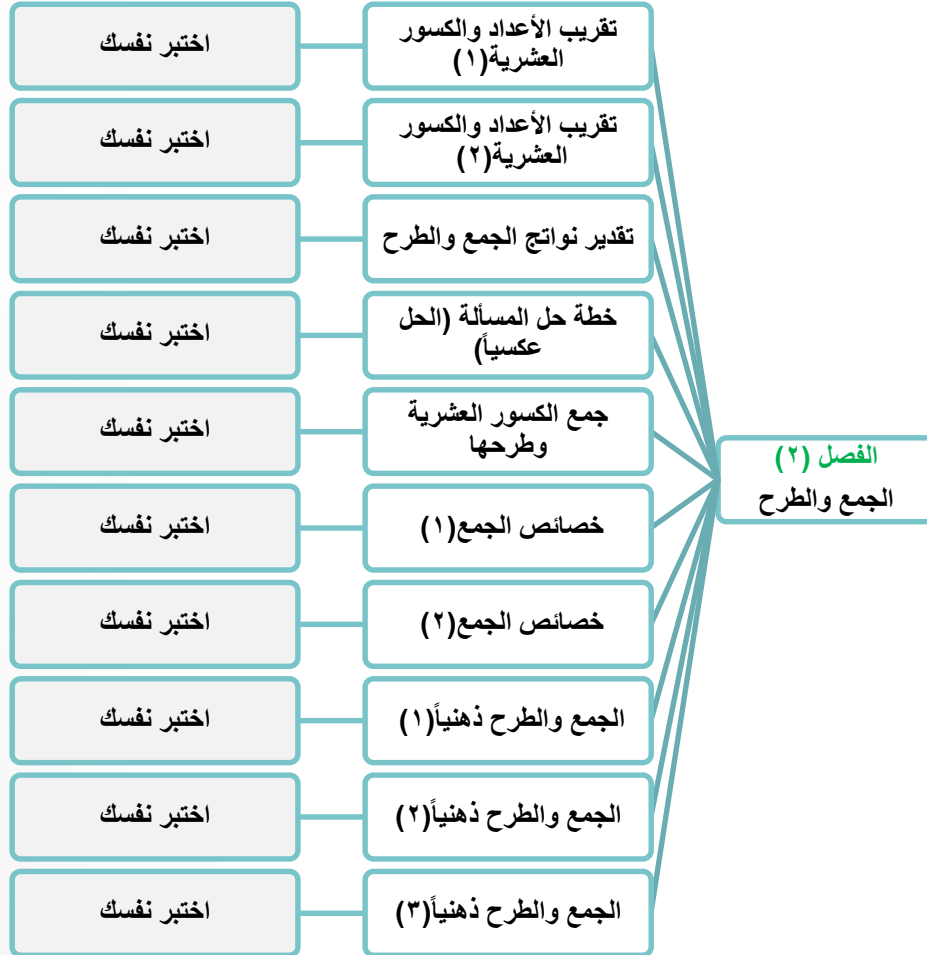 الفصل (٢)
الجمع والطرح
تقريب الأعداد والكسور
العشرية(١)
اختبر نفسك
تقريب الأعداد والكسور
العشرية(٢)
اختبر نفسك
تقدير نواتج الجمع والطرح
اختبر نفسك
خطة حل المسألة (الحل
عكسياً)
اختبر نفسك
جمع الكسور العشرية
وطرحها
اختبر نفسك
خصائص الجمع(١)
اختبر نفسك
خصائص الجمع(٢)
اختبر نفسك
الجمع والطرح ذهنياً(١)
اختبر نفسك
الجمع والطرح ذهنياً(٢)
اختبر نفسك
الجمع والطرح ذهنياً(٣)
اختبر نفسك